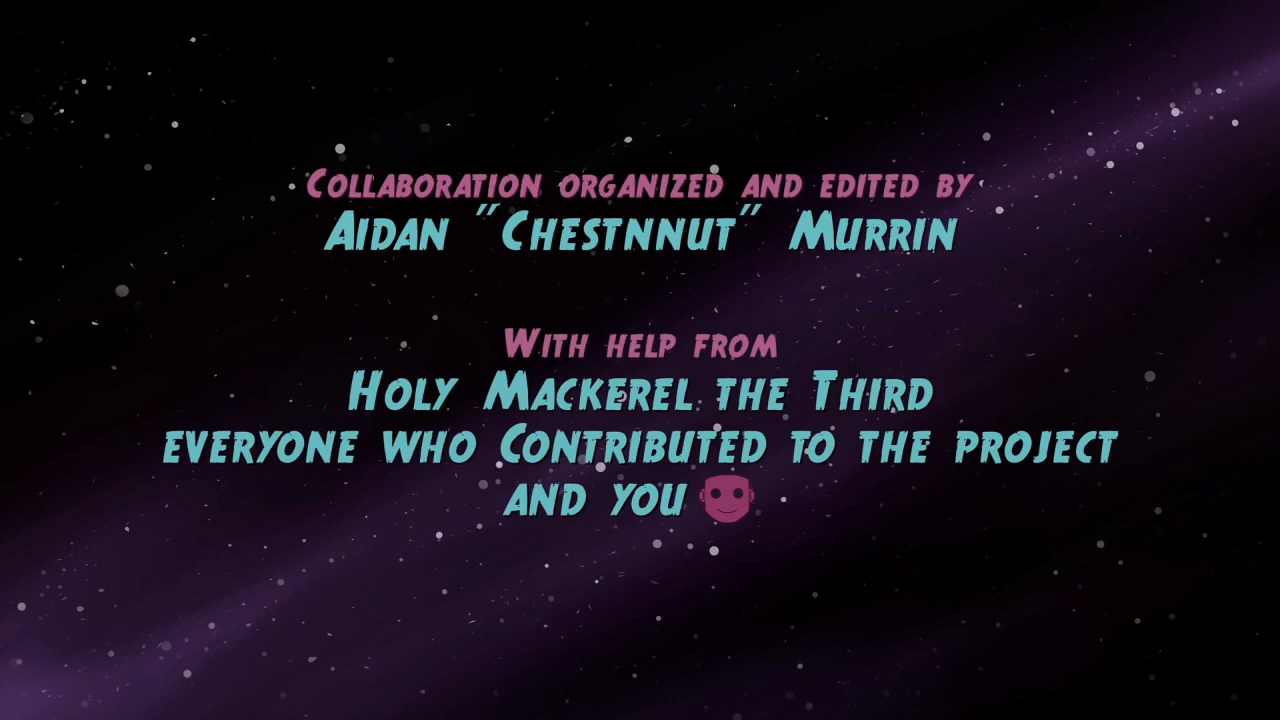 Collaboration organized and edited by
Aidan "Chestnnut" Murrin
With help from
Holy Mackerel the Third
everyone who Contributed to the project
and you